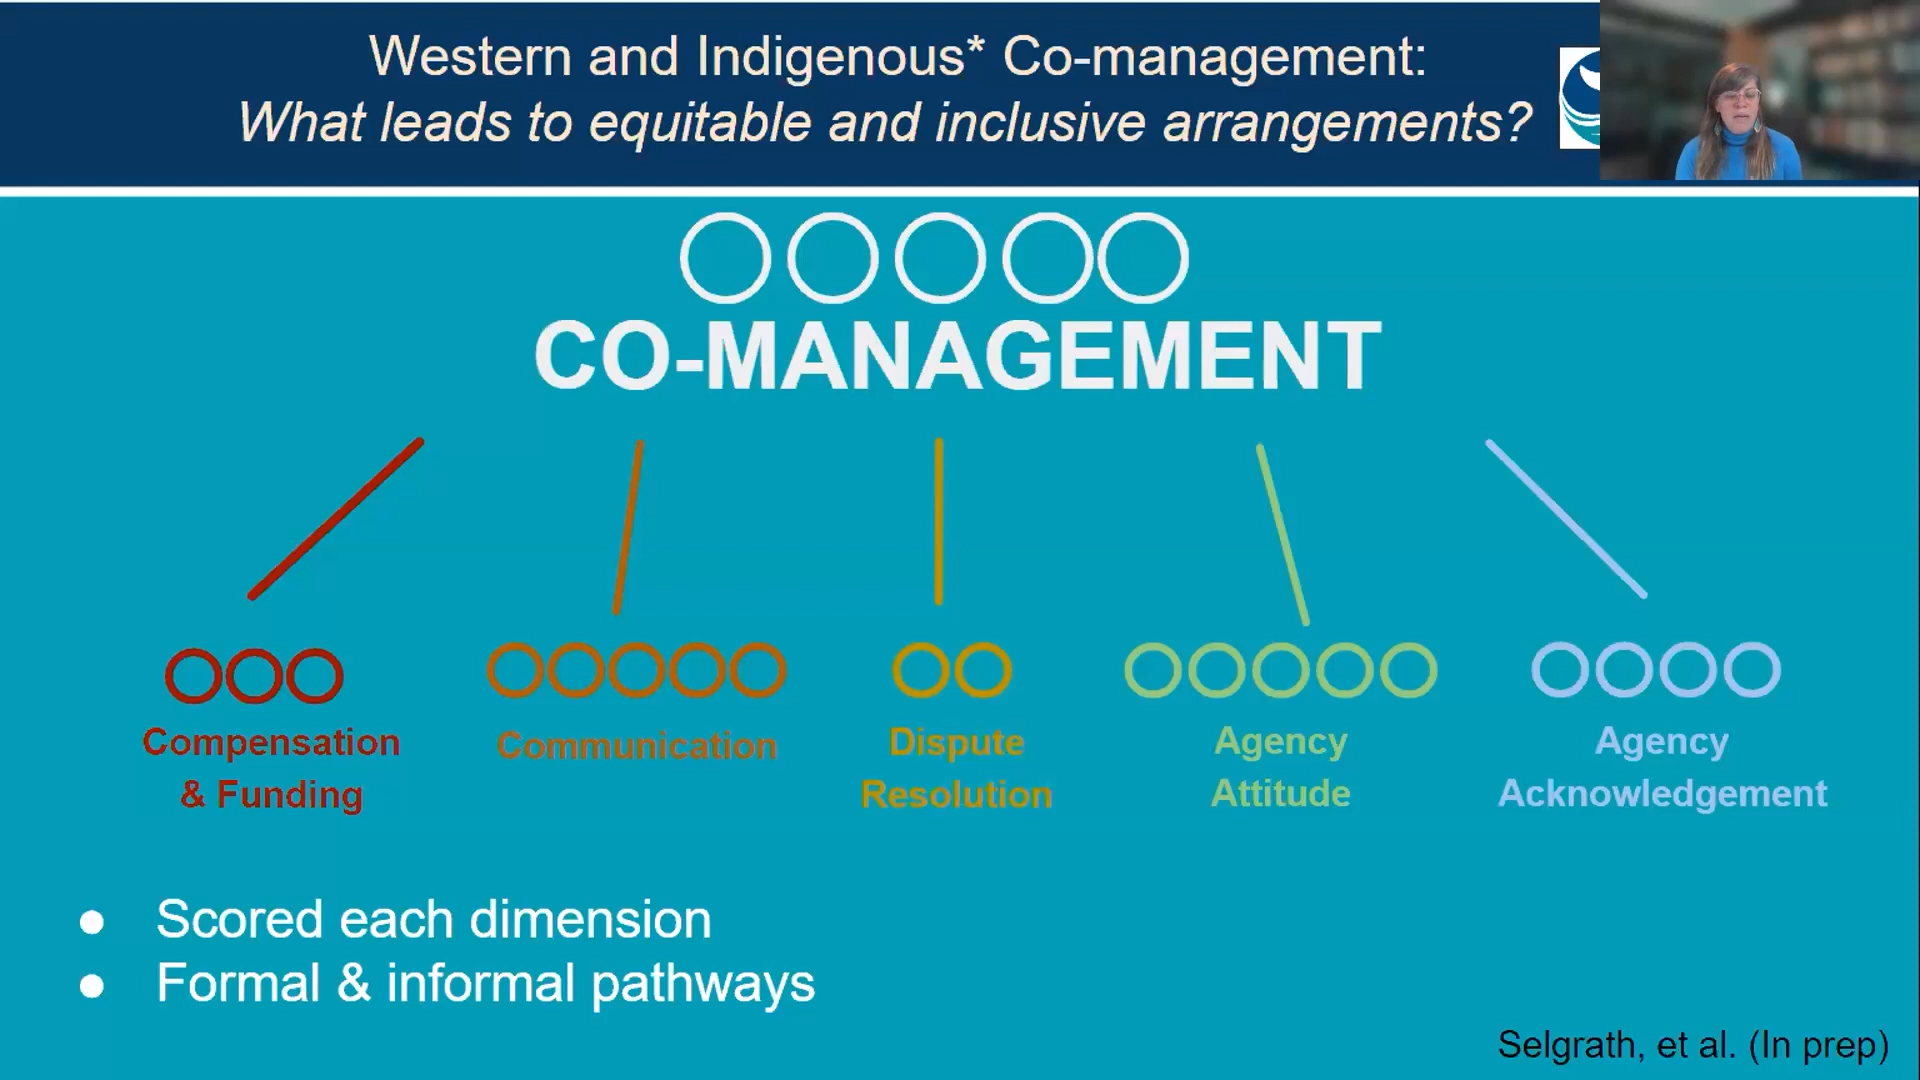 Western and Indigenous* Co-management:
What leads to equitable and inclusive arrangements?
CO-MANAGEMENT
Compensation
& Funding
Communication
Dispute
Resolution
Agency
Attitude
Agency
Acknowledgement
● Scored each dimension
● Formal & informal pathways
Selgrath, et al. (In prep)